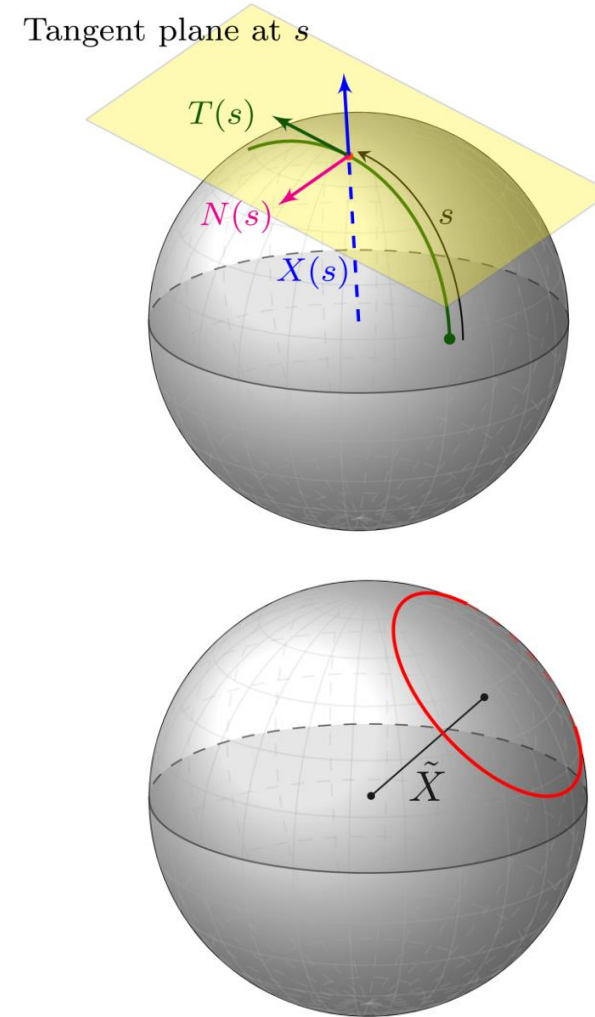 Tangent plane at s
T(s)
N(s)
s
X(s)
X̃